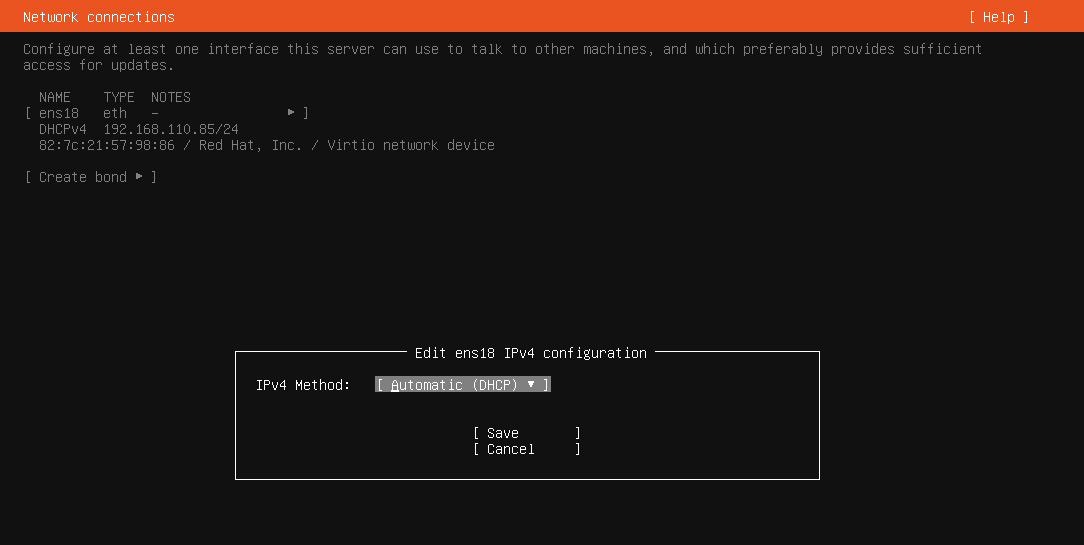 Network connections [ Help ]
Configure at least one interface this server can use to talk to other machines, and which preferably provides sufficient
access for updates.
NAME TYPE NOTES
[ ens18 eth - ▸ ]
DHCPv4 192.168.110.85/24
82:7c:21:57:98:86 / Red Hat, Inc. / Virtio network device
[ Create bond ▸ ]
Edit ens18 IPv4 configuration
IPv4 Method: [ Automatic (DHCP) ▾ ]
[ Save ]
[ Cancel ]